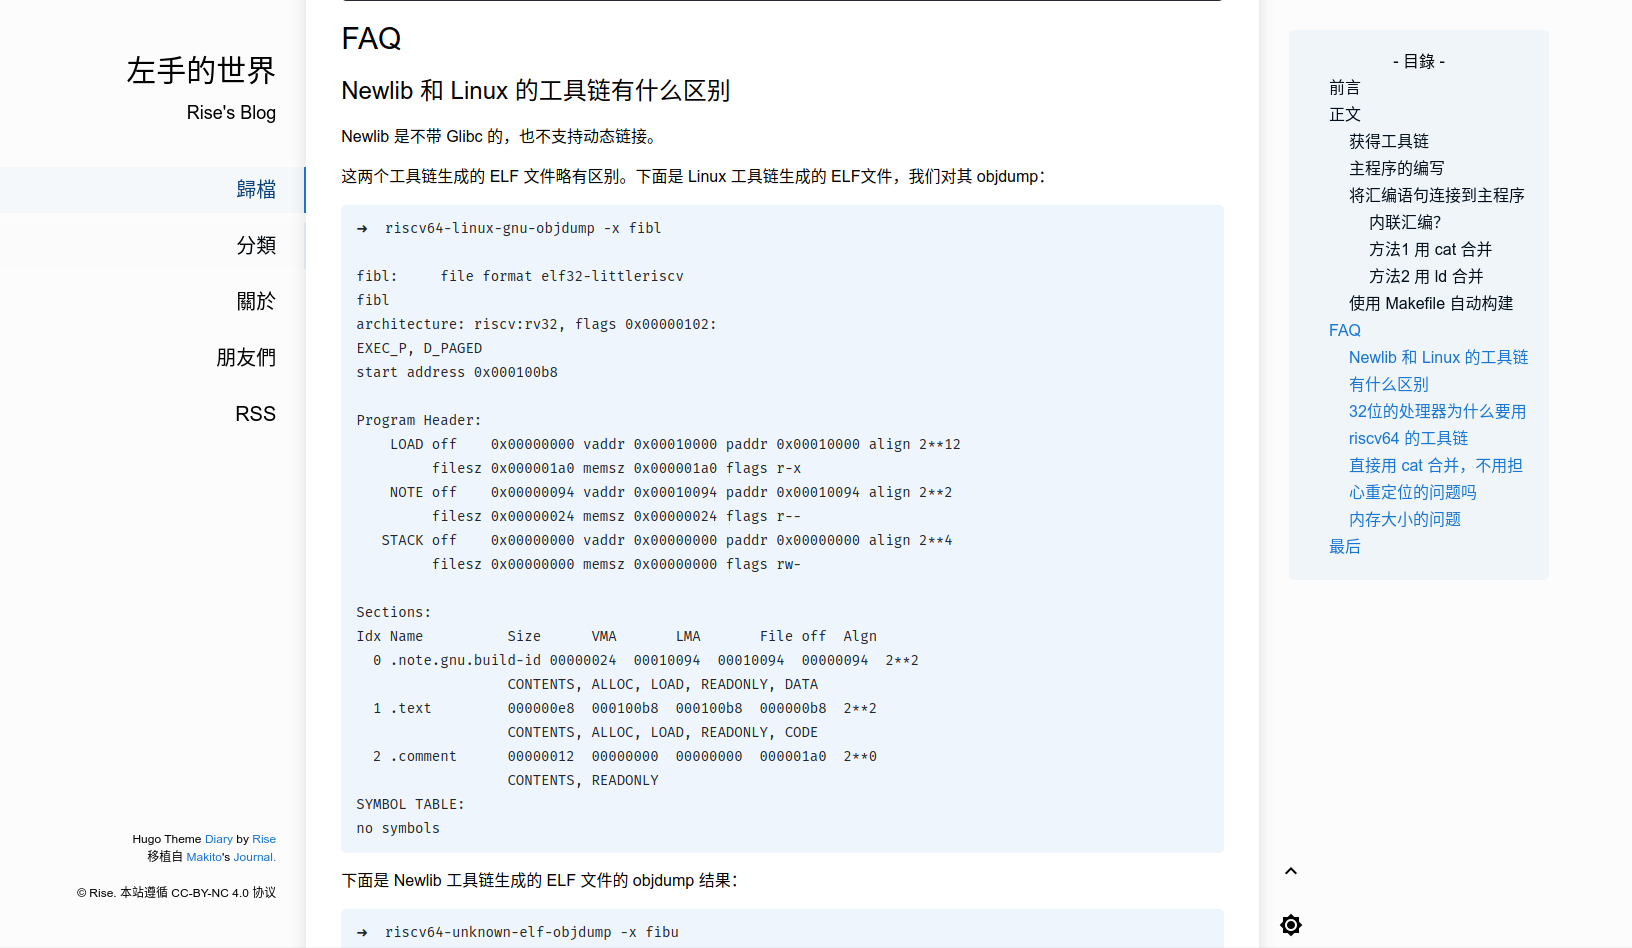 左手的世界
Rise's Blog
歸檔
分類
關於
朋友們
RSS
Hugo Theme Diary by Rise
移植自 Makito's Journal.
© Rise. 本站遵循 CC-BY-NC 4.0 协议
FAQ
Newlib 和 Linux 的工具链有什么区别
Newlib 是不带 Glibc 的，也不支持动态链接。
这两个工具链生成的 ELF 文件略有区别。下面是 Linux 工具链生成的 ELF文件，我们对其 objdump：
➜  riscv64-linux-gnu-objdump -x fibl
fibl:     file format elf32-littleriscv
fibl
architecture: riscv:rv32, flags 0x00000102:
EXEC_P, D_PAGED
start address 0x000100b8
Program Header:
    LOAD off    0x00000000 vaddr 0x00010000 paddr 0x00010000 align 2**12
         filesz 0x000001a0 memsz 0x000001a0 flags r-x
    NOTE off    0x00000094 vaddr 0x00010094 paddr 0x00010094 align 2**2
         filesz 0x00000024 memsz 0x00000024 flags r--
   STACK off    0x00000000 vaddr 0x00000000 paddr 0x00000000 align 2**4
         filesz 0x00000000 memsz 0x00000000 flags rw-
Sections:
Idx Name          Size      VMA       LMA       File off  Algn
  0 .note.gnu.build-id 00000024  00010094  00010094  00000094  2**2
                  CONTENTS, ALLOC, LOAD, READONLY, DATA
  1 .text         000000e8  000100b8  000100b8  000000b8  2**2
                  CONTENTS, ALLOC, LOAD, READONLY, CODE
  2 .comment      00000012  00000000  00000000  000001a0  2**0
                  CONTENTS, READONLY
SYMBOL TABLE:
no symbols
下面是 Newlib 工具链生成的 ELF 文件的 objdump 结果：
➜  riscv64-unknown-elf-objdump -x fibu
- 目錄 -
前言
正文
获得工具链
主程序的编写
将汇编语句连接到主程序
内联汇编？
方法1 用 cat 合并
方法2 用 ld 合并
使用 Makefile 自动构建
FAQ
Newlib 和 Linux 的工具链
有什么区别
32位的处理器为什么要用
riscv64 的工具链
直接用 cat 合并，不用担
心重定位的问题吗
内存大小的问题
最后